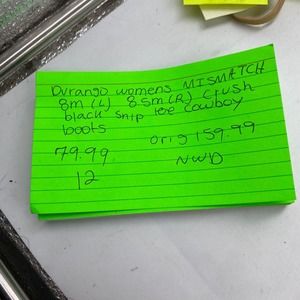 Durango womens MISMATCH
8m (L) 8.5m (R) Crush
black snip toe Cowboy
boots
79.99 orig 159.99
12 NWD